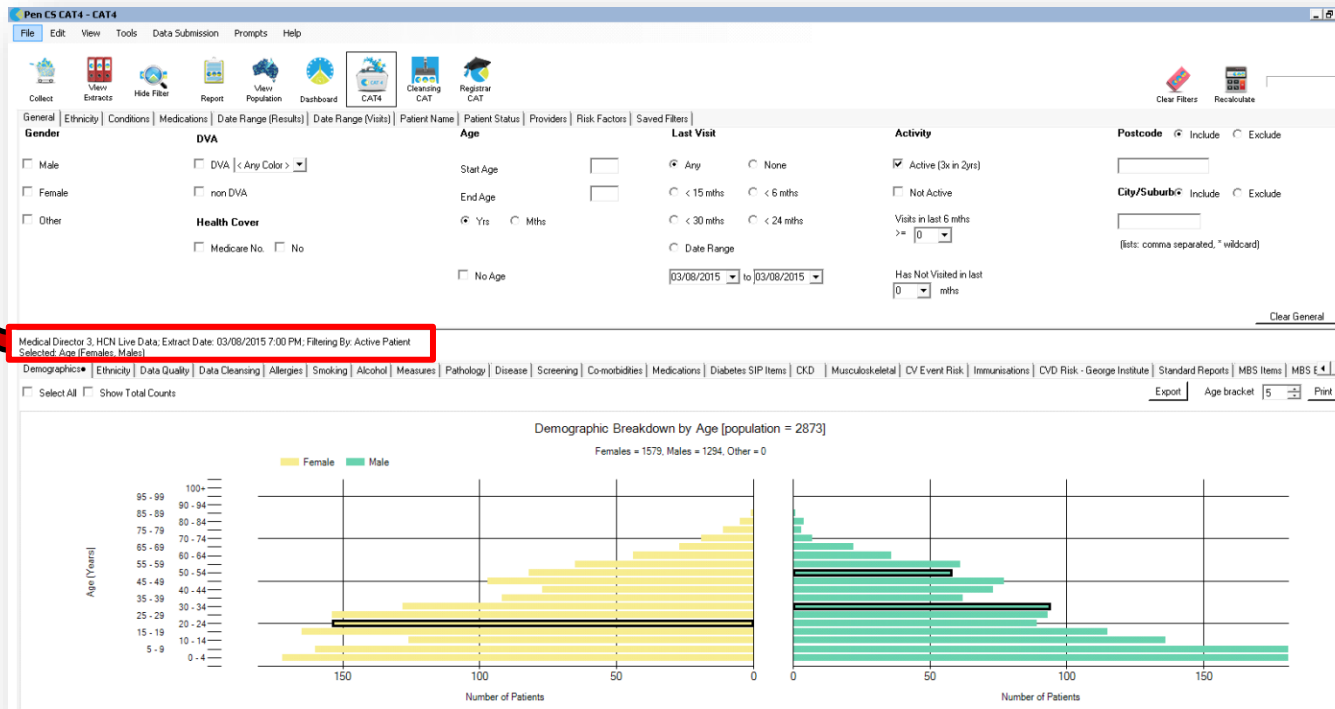 Pen CS CAT4 - CAT4
File Edit View Tools Data Submission Prompts Help
Collect View Extracts Hide Filter Report View Population Dashboard CAT4 Cleansing CAT Registrar CAT Clear Filters Recalculate
General Ethnicity Conditions Medications Date Range (Results) Date Range (Visits) Patient Name Patient Status Providers Risk Factors Saved Filters
Gender DVA Age Last Visit Activity Postcode Include Exclude
Male DVA < Any Color > Start Age Any None Active (3x in 2yrs)
Female non DVA End Age < 15 mths < 6 mths Not Active City/Suburb Include Exclude
Other Health Cover Yrs Mths < 30 mths < 24 mths Visits in last 6 mths
>= 0
Medicare No. No Date Range (lists: comma separated, * wildcard)
No Age 03/08/2015 to 03/08/2015 Has Not Visited in last
0 mths
Clear General
Medical Director 3, HCN Live Data; Extract Date: 03/08/2015 7:00 PM; Filtering By: Active Patient
Selected: Age (Females, Males)
Demographics Ethnicity Data Quality Data Cleansing Allergies Smoking Alcohol Measures Pathology Disease Screening Co-morbidities Medications Diabetes SIP Items CKD Musculoskeletal CV Event Risk Immunisations CVD Risk - George Institute Standard Reports MBS Items MBS E
Select All Show Total Counts Export Age bracket 5 Print
Demographic Breakdown by Age [population = 2873]
Females = 1579, Males = 1294, Other = 0
Female Male
Age (Years)
100+
95 - 99
90 - 94
85 - 89
80 - 84
75 - 79
70 - 74
65 - 69
60 - 64
55 - 59
50 - 54
45 - 49
40 - 44
35 - 39
30 - 34
25 - 29
20 - 24
15 - 19
10 - 14
5 - 9
0 - 4
150 100 50 0 0 50 100 150
Number of Patients Number of Patients